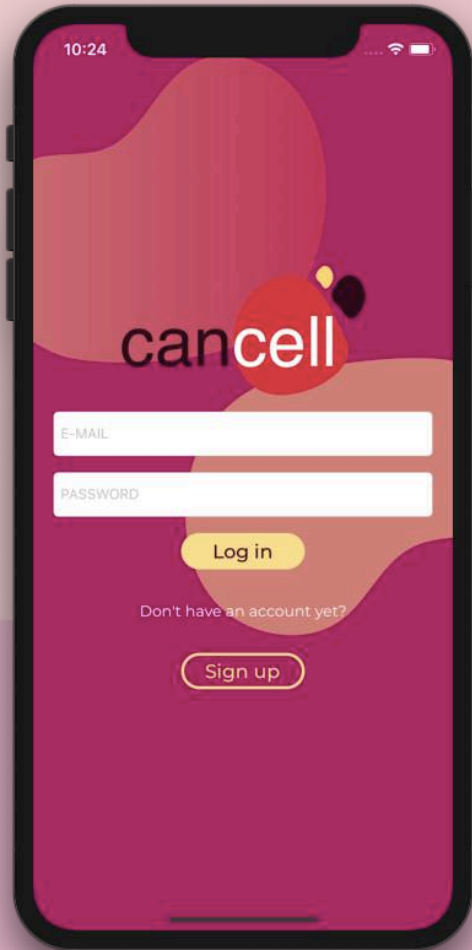 10:24
cancell
E-MAIL
PASSWORD
Log in
Don't have an account yet?
Sign up